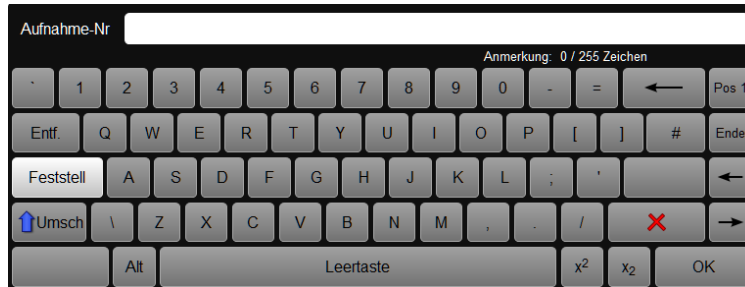 Aufnahme-Nr
Anmerkung: 0 / 255 Zeichen
` 1 2 3 4 5 6 7 8 9 0 - = Pos 1
Entf. Q W E R T Y U I O P [ ] # Ende
Feststell A S D F G H J K L ; '
Umsch \ Z X C V B N M , . /
Alt Leertaste x² x₂ OK